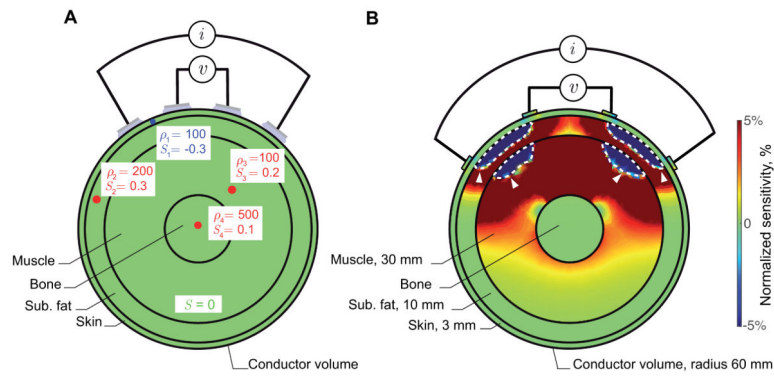 A
i
v
ρ₁= 100
S₁= -0.3
ρ₂= 200
S₂= 0.3
ρ₃=100
S₃= 0.2
ρ₄= 500
S₄= 0.1
Muscle
Bone
Sub. fat
Skin
S = 0
Conductor volume
B
i
v
Muscle, 30 mm
Bone
Sub. fat, 10 mm
Skin, 3 mm
Conductor volume, radius 60 mm
5%
0
-5%
Normalized sensitivity, %